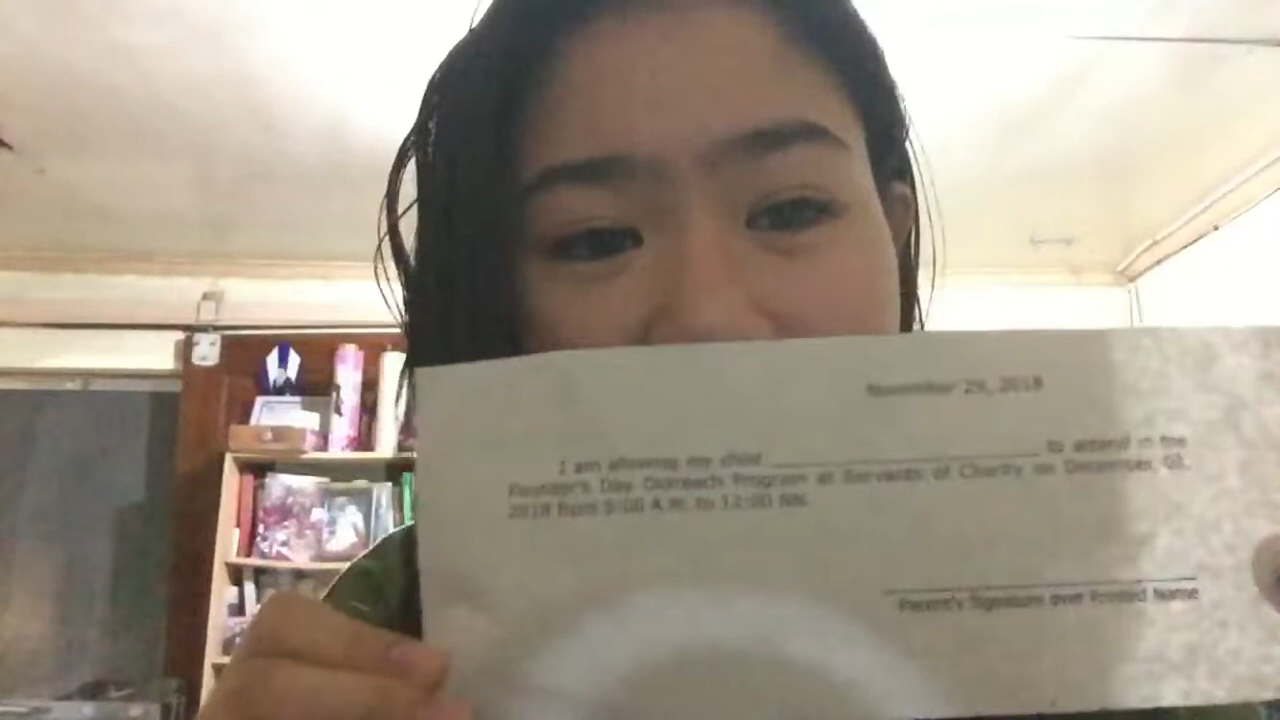 November 29, 2018
I am allowing my child ____________________ to attend in the
Founder's Day Outreach Program at Servants of Charity on December 03,
2018 from 9:00 A.M. to 12:00 NN.
Parent's Signature over Printed Name